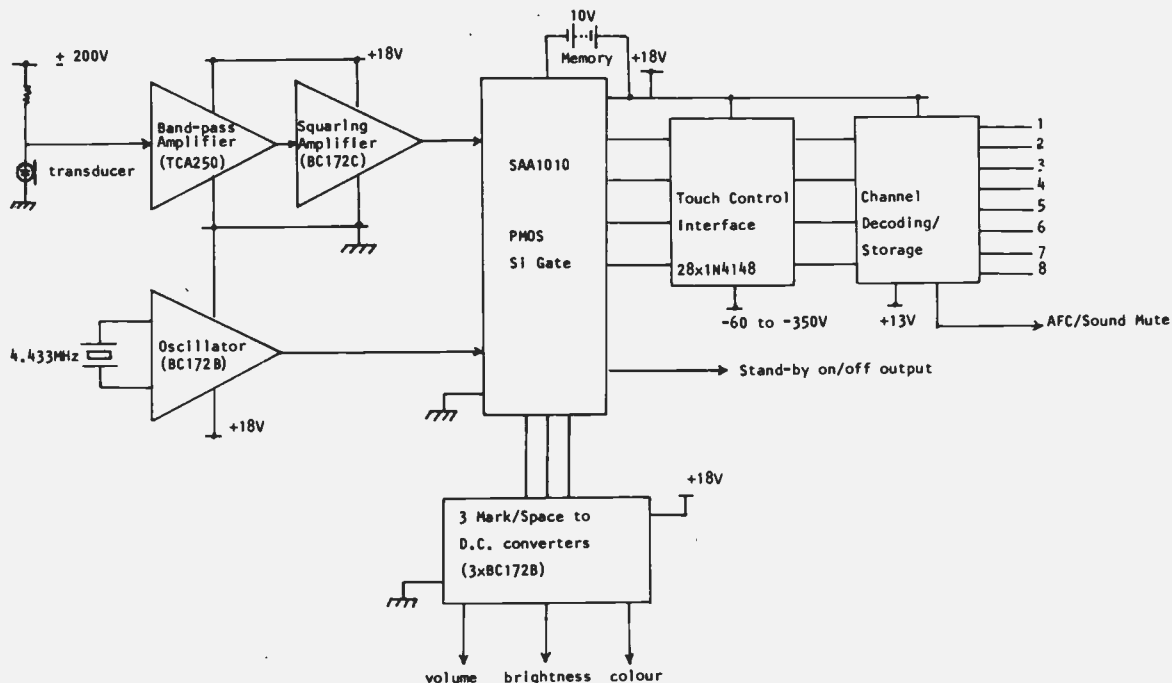 10V
Memory
± 200V
+18V
+18V
Band-pass
Amplifier
(TCA250)
Squaring
Amplifier
(BC172C)
transducer
SAA1010
PMOS
Si Gate
Touch Control
Interface
28x1N4148
Channel
Decoding/
Storage
1
2
3
4
5
6
7
8
-60 to -350V
+13V
AFC/Sound Mute
4.433MHz
Oscillator
(BC172B)
+18V
Stand-by on/off output
+18V
3 Mark/Space to
D.C. converters
(3xBC172B)
volume
brightness
colour